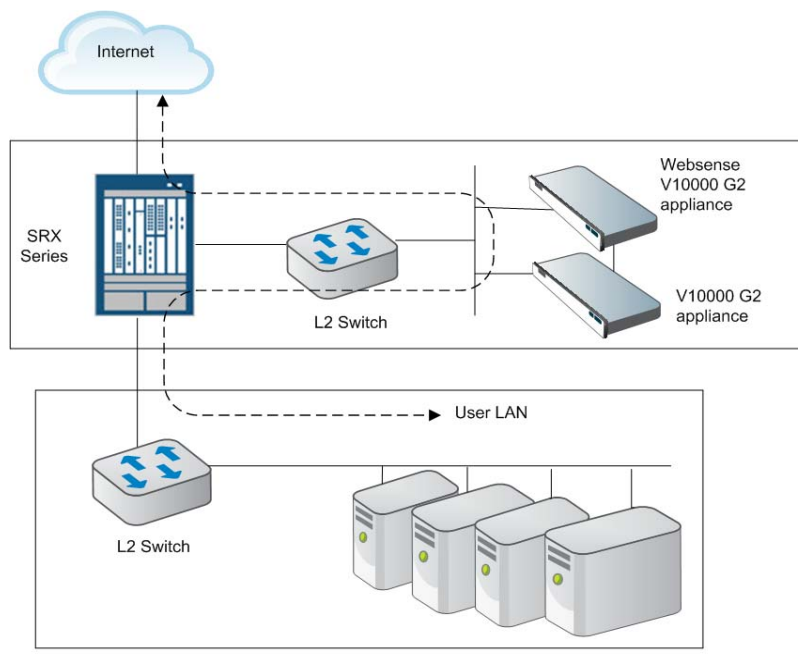 Internet
Websense
V10000 G2
appliance
SRX
Series
L2 Switch
V10000 G2
appliance
User LAN
L2 Switch